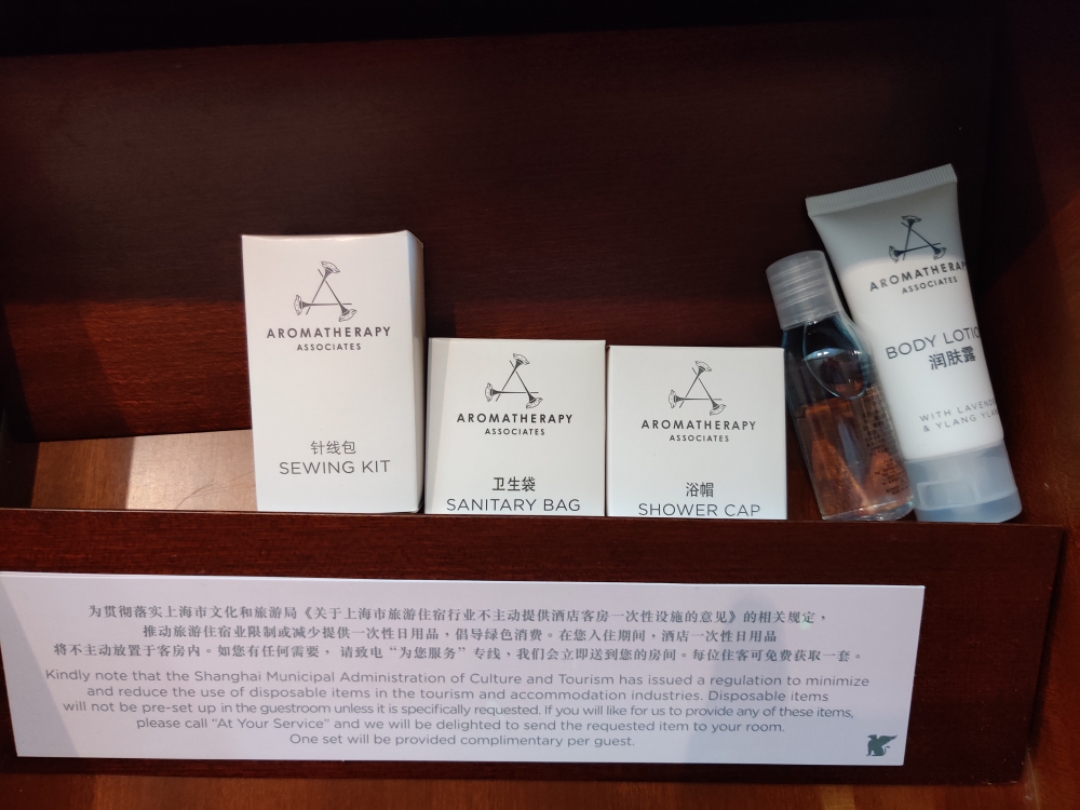 AROMATHERAPY
ASSOCIATES
针线包
SEWING KIT
AROMATHERAPY
ASSOCIATES
卫生袋
SANITARY BAG
AROMATHERAPY
ASSOCIATES
浴帽
SHOWER CAP
ASSOCIATES
BODY
润肤露
WITH
& YLANG
为贯彻落实上海市文化和旅游局《关于上海市旅游住宿行业不主动提供酒店客房一次性设施的意见》的相关规定，
推动旅游住宿业限制或减少提供一次性日用品，倡导绿色消费。在您入住期间，酒店一次性日用品
将不主动放置于客房内。如您有任何需要， 请致电“为您服务”专线，我们会立即送到您的房间。每位住客可免费获取一套。
Kindly note that the Shanghai Municipal Administration of Culture and Tourism has issued a regulation to minimize
and reduce the use of disposable items in the tourism and accommodation industries. Disposable items
will not be pre-set up in the guestroom unless it is specifically requested. If you will like for us to provide any of these items,
please call "At Your Service" and we will be delighted to send the requested item to your room.
One set will be provided complimentary per guest.